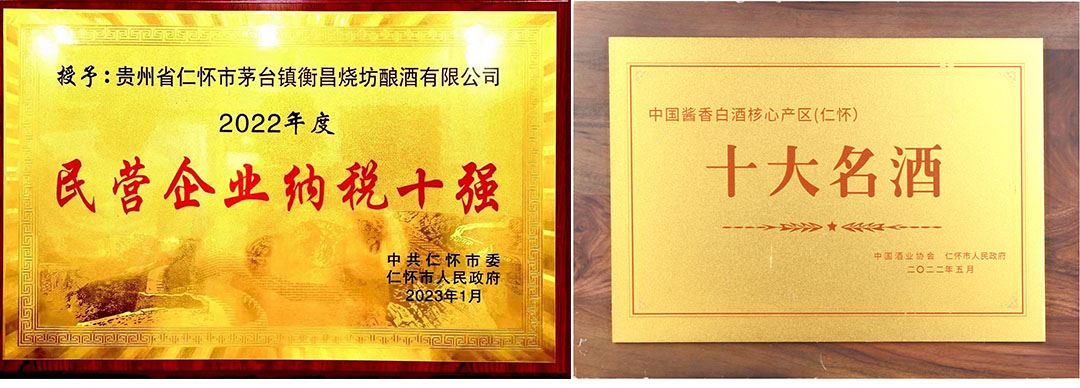 授予：贵州省仁怀市茅台镇衡昌烧坊酿酒有限公司
2022年度
民营企业纳税十强
中共仁怀市委
仁怀市人民政府
2023年1月
中国酱香白酒核心产区(仁怀)
十大名酒
中国酒业协会 仁怀市人民政府
二〇二二年五月